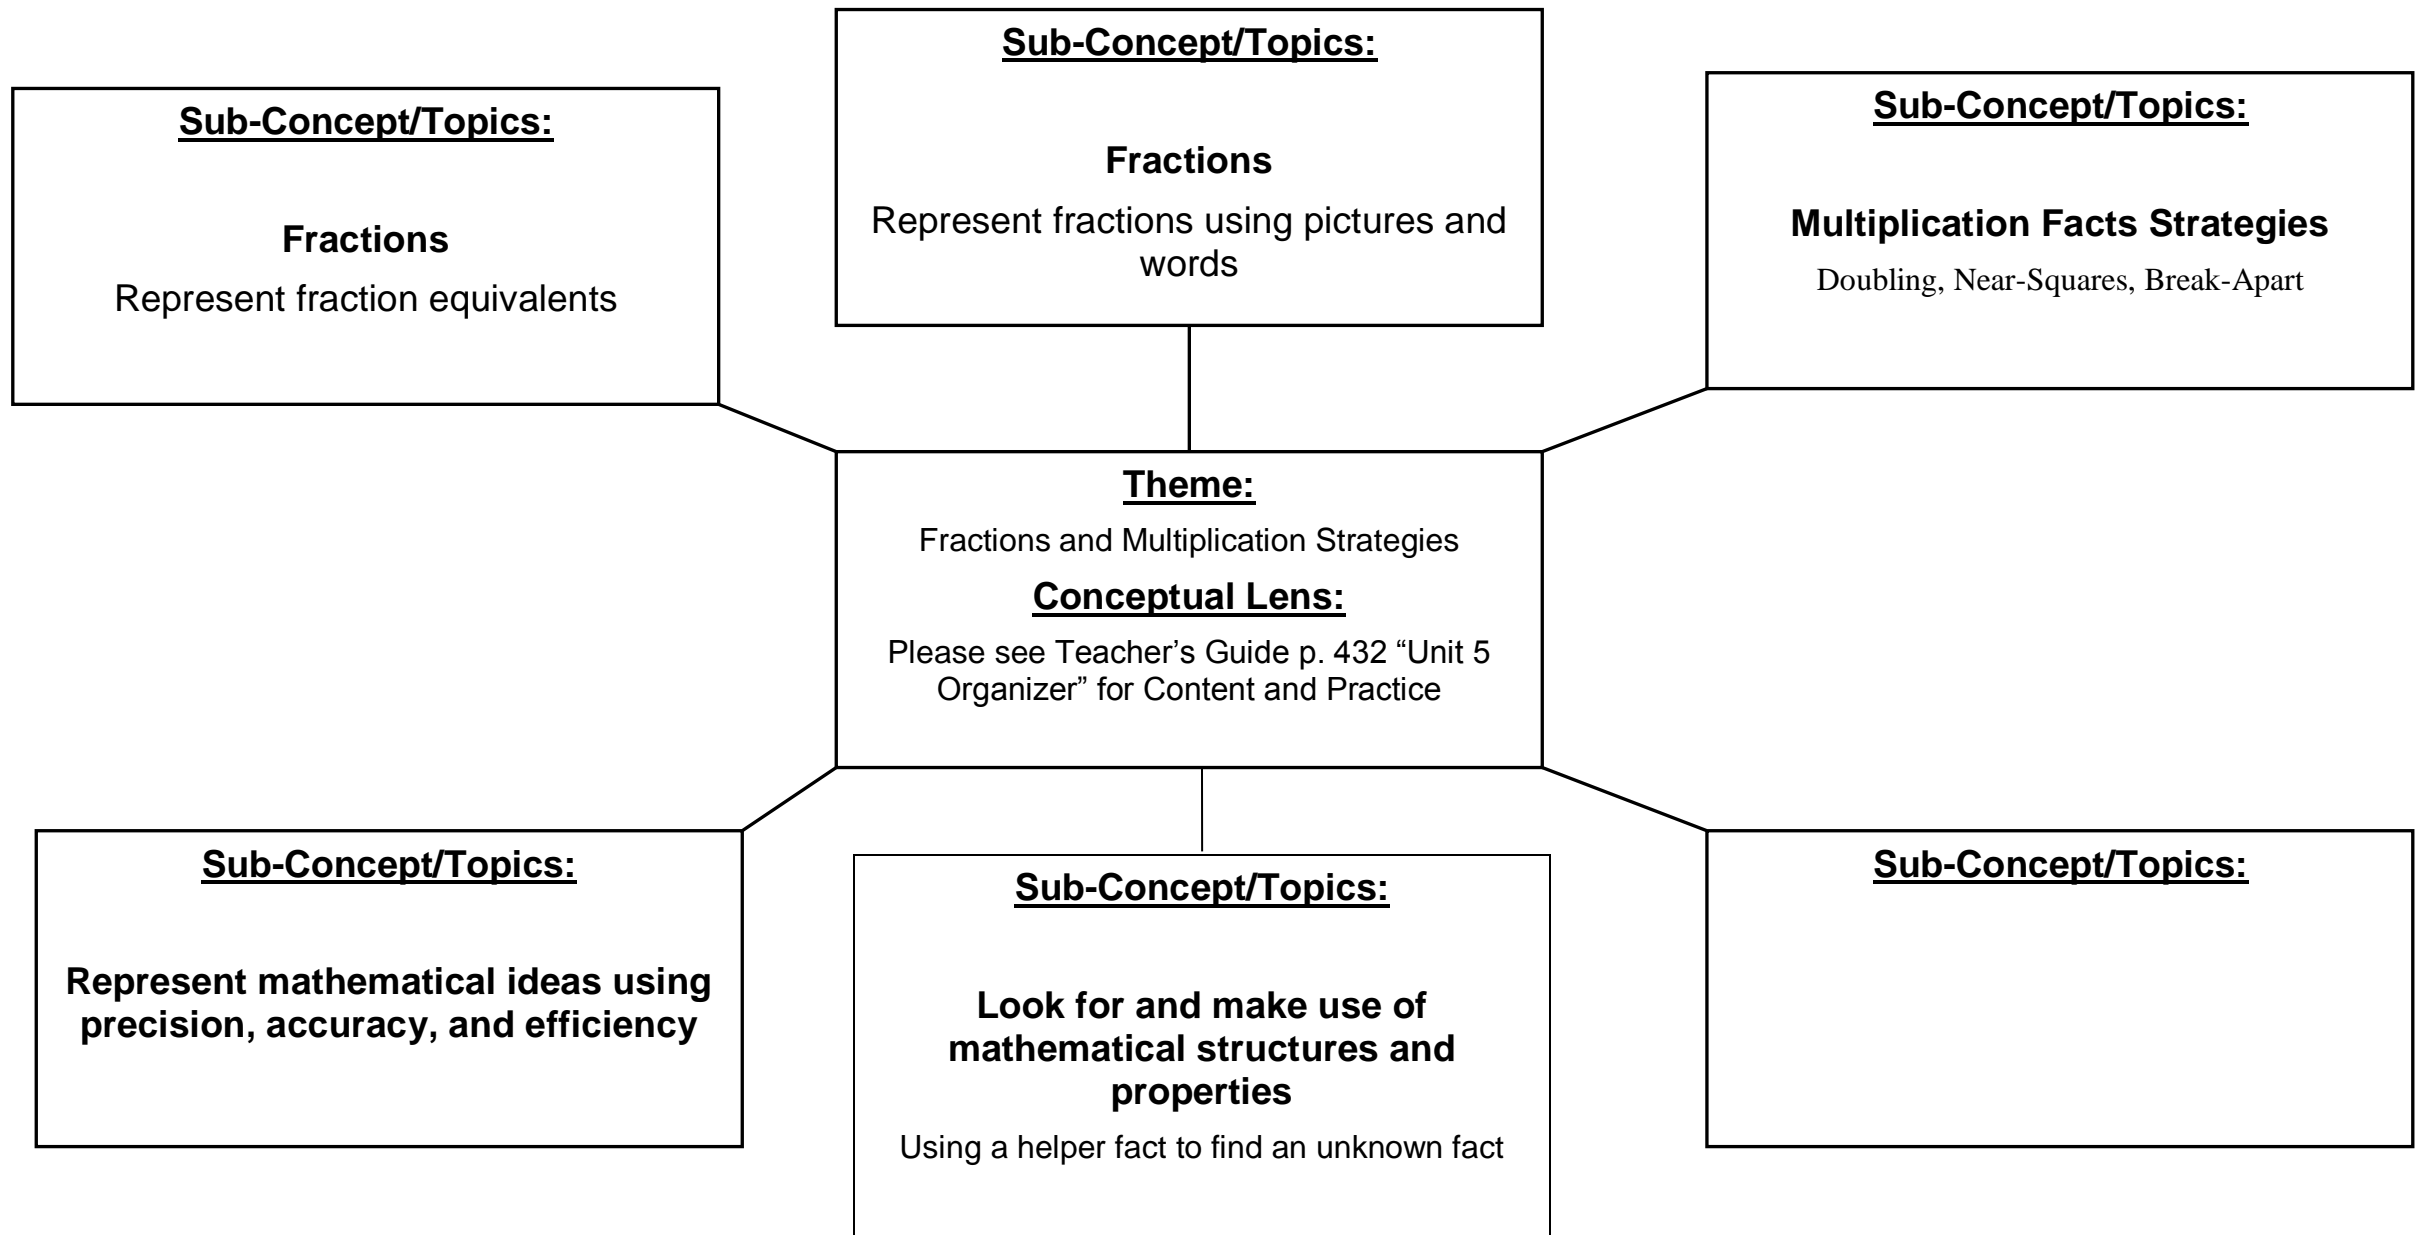 Sub-Concept/Topics:
Fractions
Represent fraction equivalents
Sub-Concept/Topics:
Fractions
Represent fractions using pictures and
words
Sub-Concept/Topics:
Multiplication Facts Strategies
Doubling, Near-Squares, Break-Apart
Theme:
Fractions and Multiplication Strategies
Conceptual Lens:
Please see Teacher’s Guide p. 432 “Unit 5
Organizer” for Content and Practice
Sub-Concept/Topics:
Represent mathematical ideas using
precision, accuracy, and efficiency
Sub-Concept/Topics:
Look for and make use of
mathematical structures and
properties
Using a helper fact to find an unknown fact
Sub-Concept/Topics: